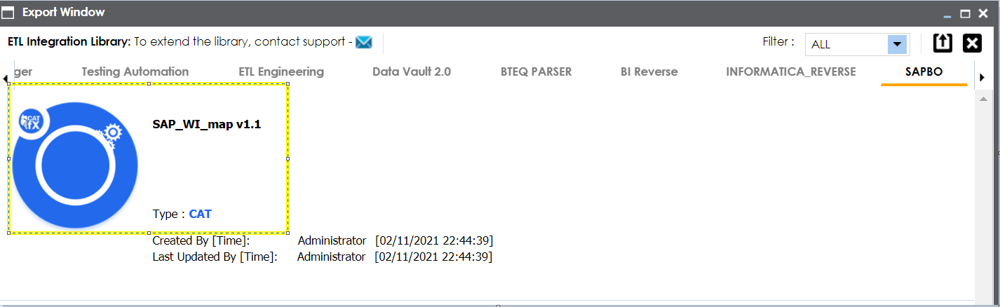 Export Window
ETL Integration Library: To extend the library, contact support -
Filter :
ALL
ger Testing Automation ETL Engineering Data Vault 2.0 BTEQ PARSER BI Reverse INFORMATICA_REVERSE SAPBO
CAT
fX
SAP_WI_map v1.1
Type : CAT
Created By [Time]: Administrator [02/11/2021 22:44:39]
Last Updated By [Time]: Administrator [02/11/2021 22:44:39]